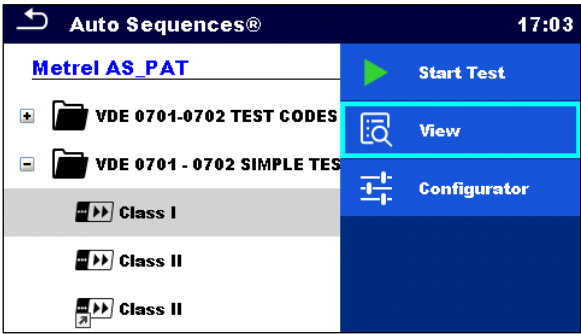 Auto Sequences® 17:03
Metrel AS_PAT
VDE 0701-0702 TEST CODES
VDE 0701 - 0702 SIMPLE TES
Class I
Class II
Class II
Start Test
View
Configurator